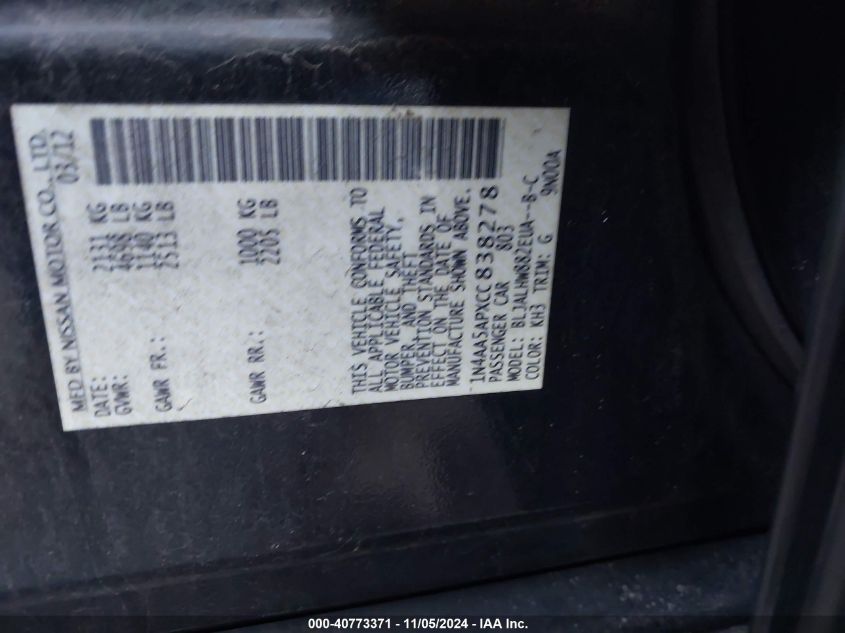 MFD BY NISSAN MOTOR CO., LTD.
DATE: 03/12
GVWR: 2131 KG
4698 LB
GAWR FR.: 1140 KG
2513 LB
GAWR RR.: 1000 KG
2205 LB
THIS VEHICLE CONFORMS TO
ALL APPLICABLE FEDERAL
MOTOR VEHICLE SAFETY,
BUMPER, AND THEFT
PREVENTION STANDARDS IN
EFFECT ON THE DATE OF
MANUFACTURE SHOWN ABOVE.
1N4AA5APXCC838278
PASSENGER CAR 803
MODEL: BLJALHW882EUA--B-C
COLOR: KH3 TRIM: G 9N00A
000-40773371 - 11/05/2024 - IAA Inc.